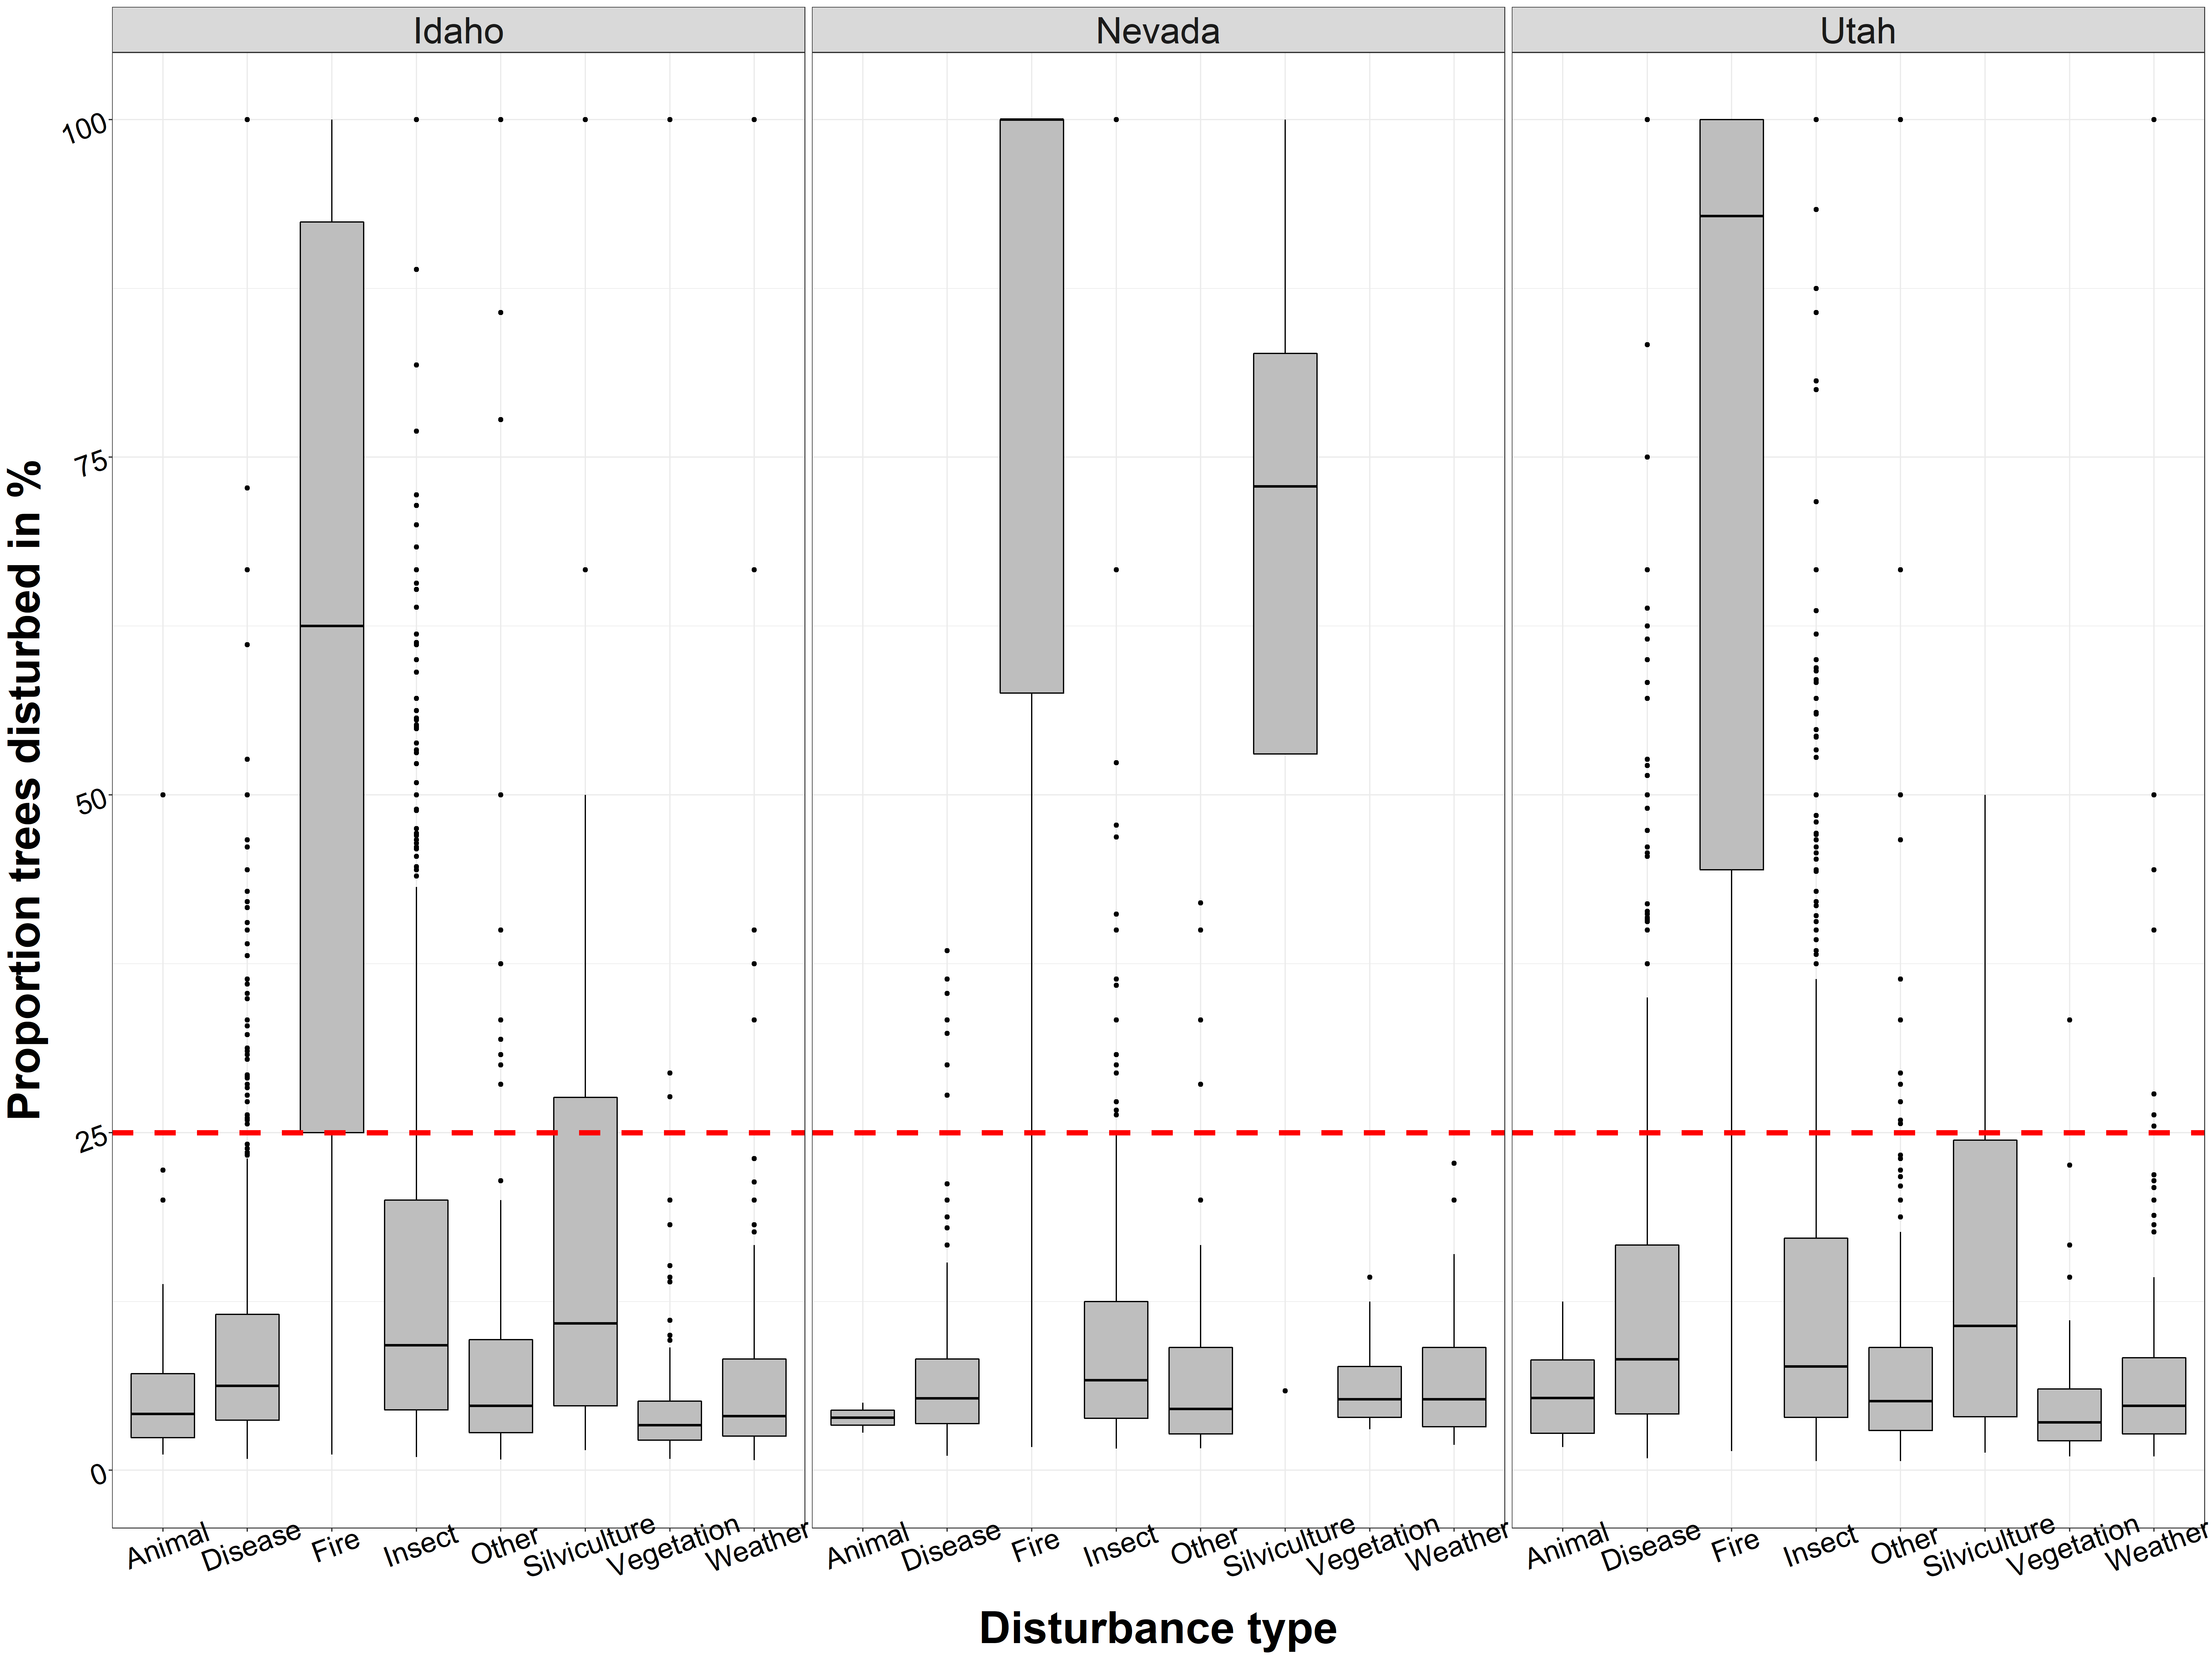 Idaho
Nevada
Utah
Proportion trees disturbed in %
100
75
50
25
0
Animal
Disease
Fire
Insect
Other
Silviculture
Vegetation
Weather
Animal
Disease
Fire
Insect
Other
Silviculture
Vegetation
Weather
Animal
Disease
Fire
Insect
Other
Silviculture
Vegetation
Weather
Disturbance type